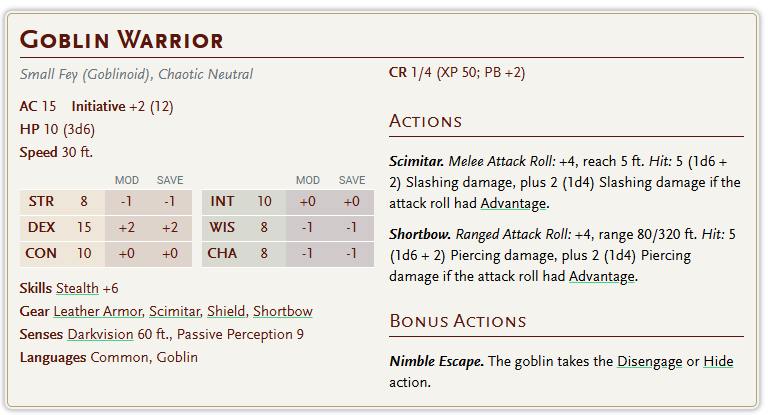 Goblin Warrior
Small Fey (Goblinoid), Chaotic Neutral
AC 15 Initiative +2 (12)
HP 10 (3d6)
Speed 30 ft.
MOD SAVE MOD SAVE
STR 8 -1 -1 INT 10 +0 +0
DEX 15 +2 +2 WIS 8 -1 -1
CON 10 +0 +0 CHA 8 -1 -1
Skills Stealth +6
Gear Leather Armor, Scimitar, Shield, Shortbow
Senses Darkvision 60 ft., Passive Perception 9
Languages Common, Goblin
CR 1/4 (XP 50; PB +2)
Actions
Scimitar. Melee Attack Roll: +4, reach 5 ft. Hit: 5 (1d6 +
2) Slashing damage, plus 2 (1d4) Slashing damage if the
attack roll had Advantage.
Shortbow. Ranged Attack Roll: +4, range 80/320 ft. Hit: 5
(1d6 + 2) Piercing damage, plus 2 (1d4) Piercing
damage if the attack roll had Advantage.
Bonus Actions
Nimble Escape. The goblin takes the Disengage or Hide
action.